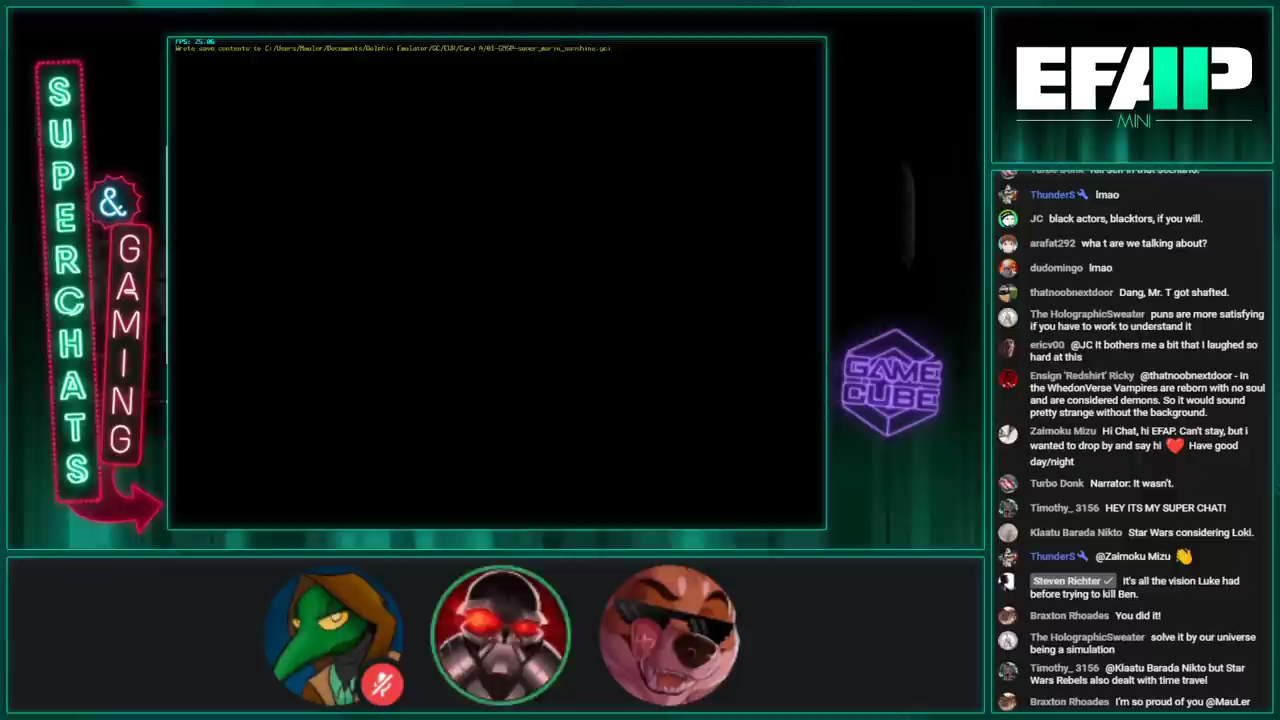 FPS: 25.06
Wrote save contents to C:/Users/Mauler/Documents/Dolphin Emulator/GC/EUR/Card A/01-GMSP-super_mario_sunshine.gci
SUPERCHATS
&
GAMING
GAME
CUBE
EFAP
MINI
ThunderS lmao
JC black actors, blacktors, if you will.
arafat292 wha t are we talking about?
dudomingo lmao
thatnoobnextdoor Dang, Mr. T got shafted.
The HolographicSweater puns are more satisfying
if you have to work to understand it
ericv00 @JC It bothers me a bit that I laughed so
hard at this
Ensign 'Redshirt' Ricky @thatnoobnextdoor - In
the WhedonVerse Vampires are reborn with no soul
and are considered demons. So it would sound
pretty strange without the background.
Zaimoku Mizu Hi Chat, hi EFAP. Can't stay, but i
wanted to drop by and say hi ❤️ Have good
day/night
Turbo Donk Narrator: It wasn't.
Timothy_ 3156 HEY ITS MY SUPER CHAT!
Klaatu Barada Nikto Star Wars considering Loki.
ThunderS @Zaimoku Mizu 👏
Steven Richter ✓ It's all the vision Luke had
before trying to kill Ben.
Braxton Rhoades You did it!
The HolographicSweater solve it by our universe
being a simulation
Timothy_ 3156 @Klaatu Barada Nikto but Star
Wars Rebels also dealt with time travel
Braxton Rhoades I'm so proud of you @MauLer